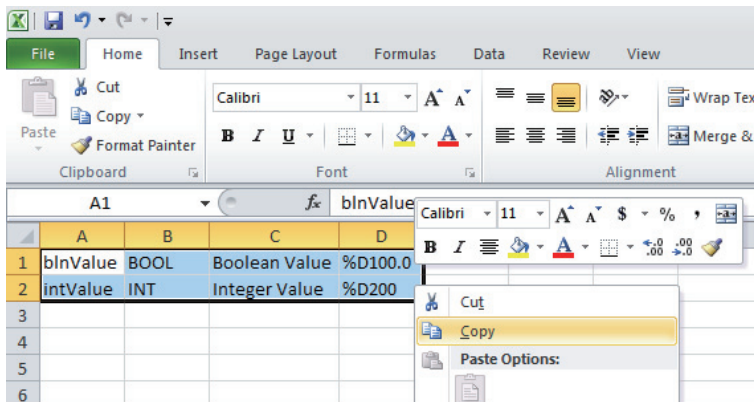 File Home Insert Page Layout Formulas Data Review View
Cut
Copy
Format Painter
Paste
Calibri 11 A A
B I U A
Wrap Tex
Merge &
Clipboard Font Alignment
A1 fx blnValue
Calibri 11 A A $ % ,
B I A .00 .00
A B C D
1 blnValue BOOL Boolean Value %D100.0
2 intValue INT Integer Value %D200
3
4
5
6
Cut
Copy
Paste Options: